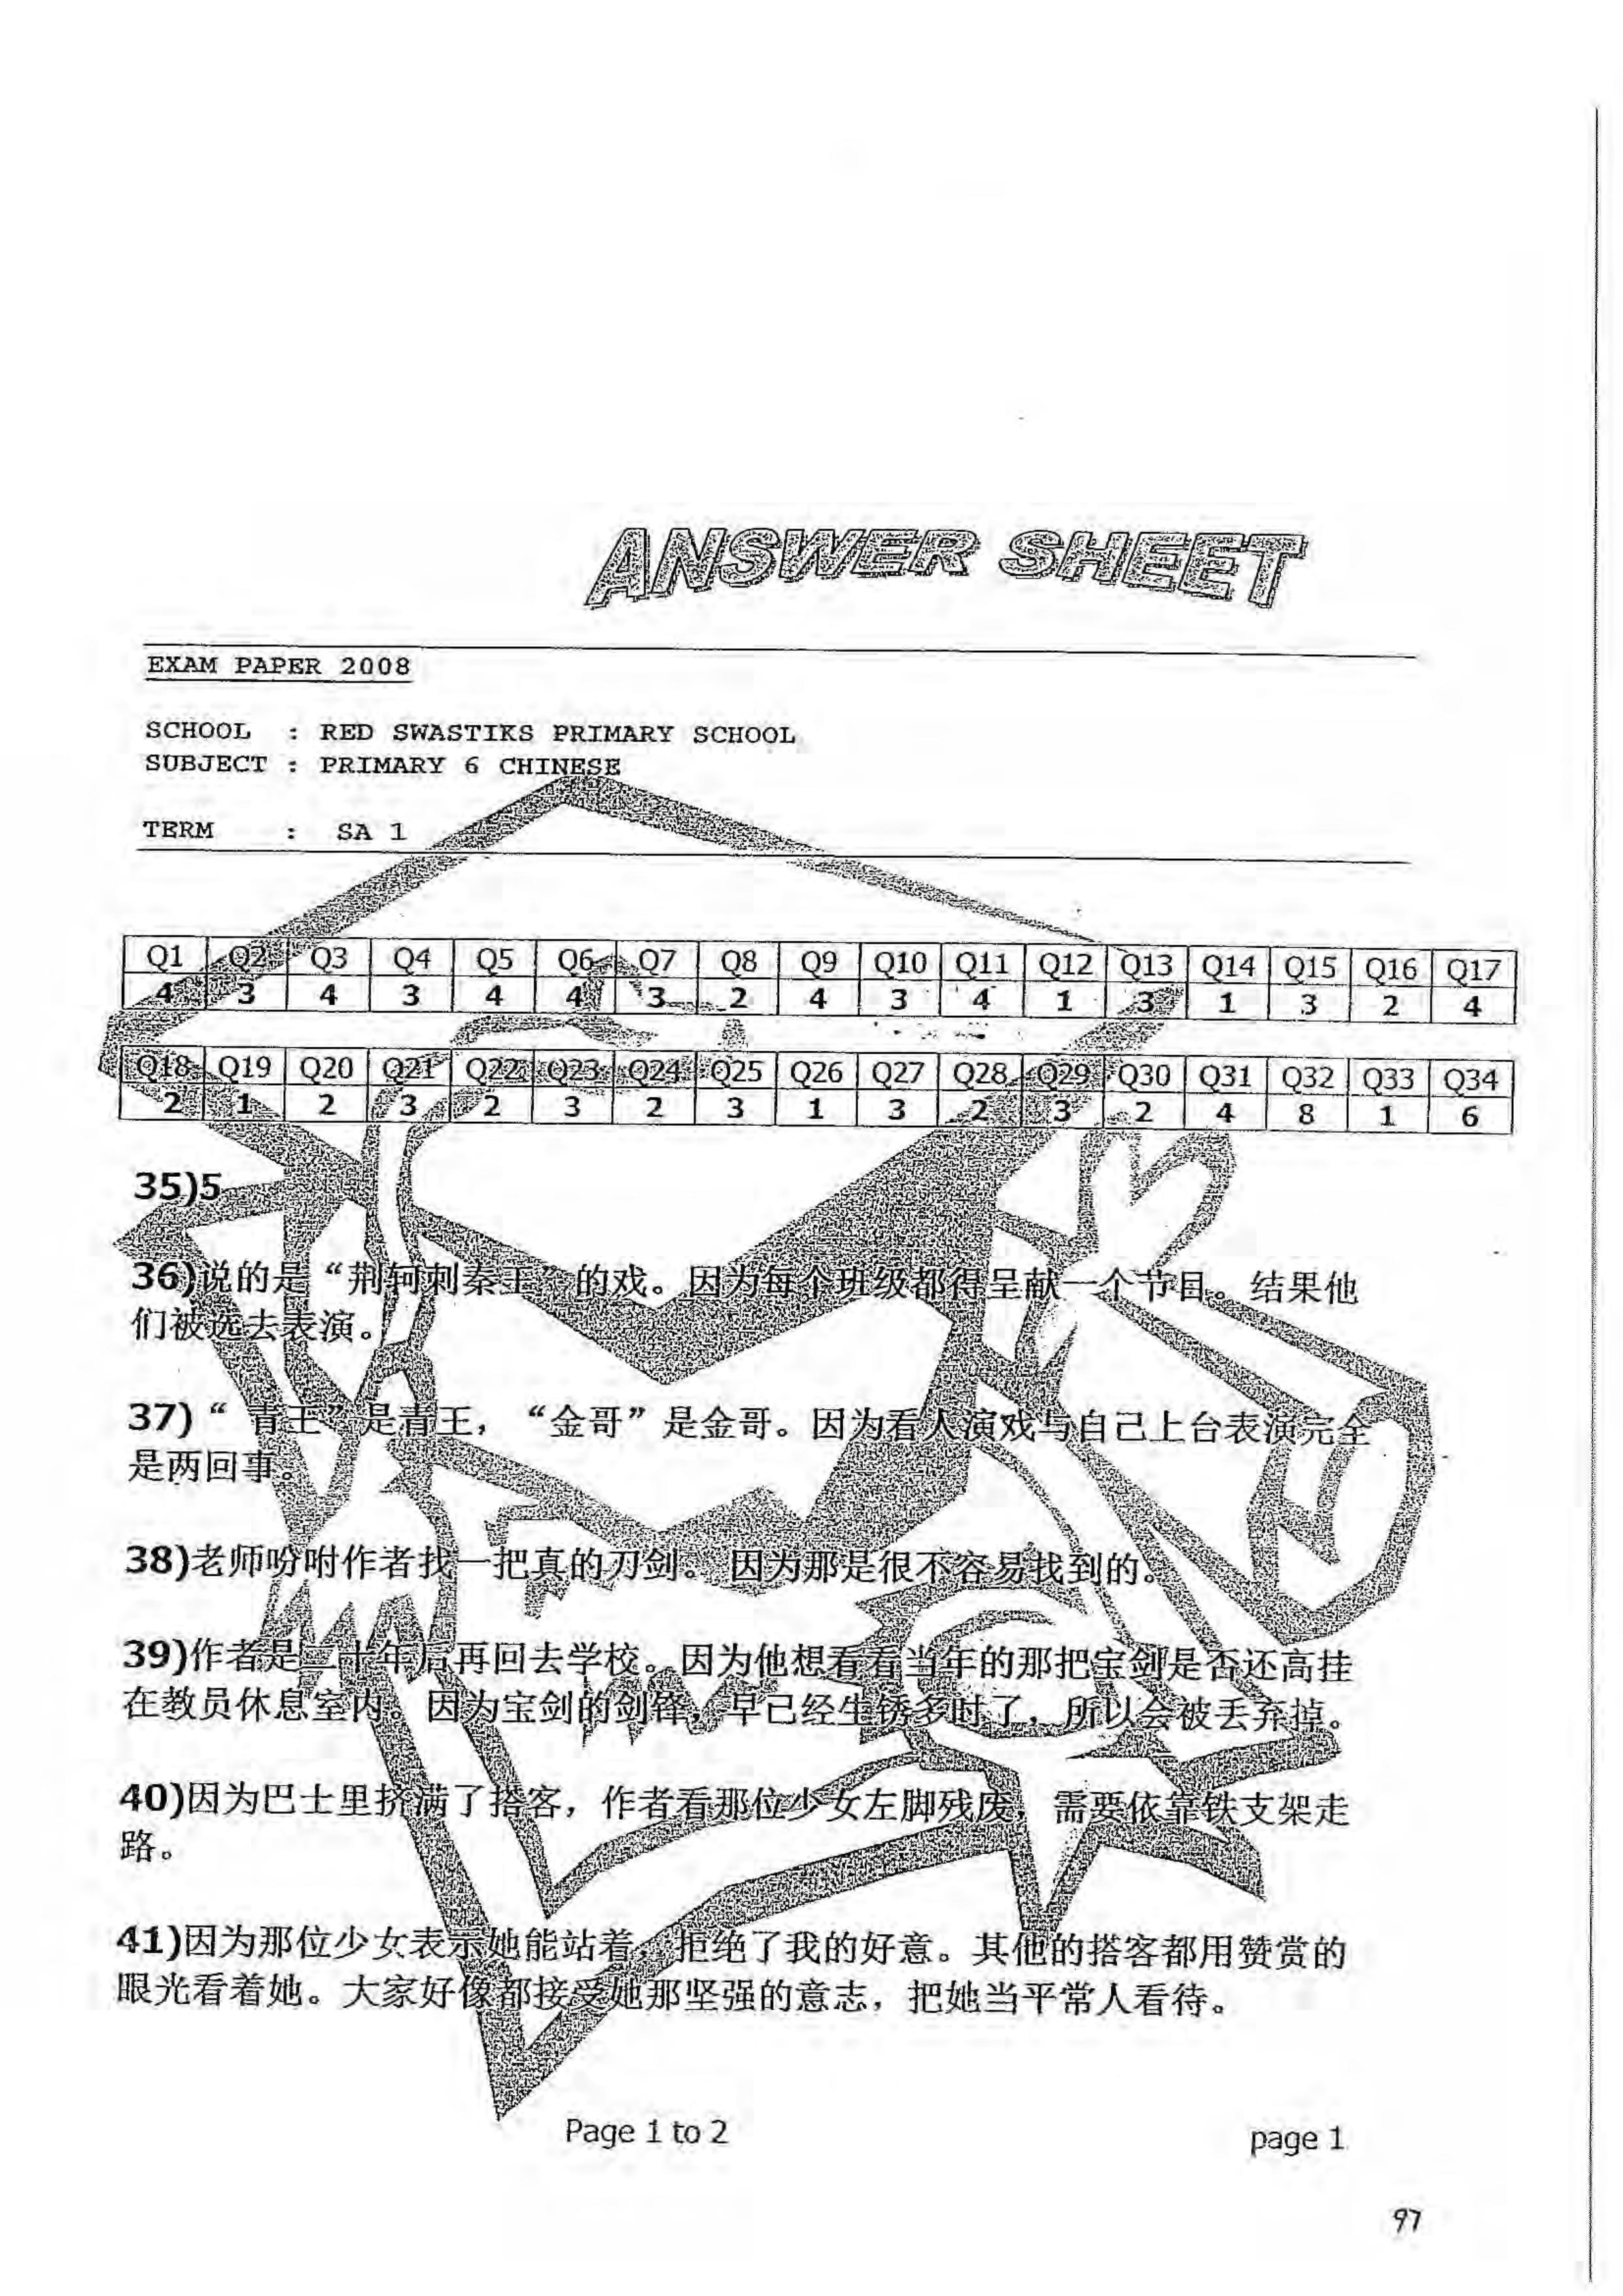 ANSWER SHEET
EXAM PAPER 2008
SCHOOL : RED SWASTIKS PRIMARY SCHOOL
SUBJECT : PRIMARY 6 CHINESE
TERM : SA 1
Q1 Q2 Q3 Q4 Q5 Q6 Q7 Q8 Q9 Q10 Q11 Q12 Q13 Q14 Q15 Q16 Q17
4 3 4 3 4 4 3 2 4 3 4 1 3 1 3 2 4
Q18 Q19 Q20 Q21 Q22 Q23 Q24 Q25 Q26 Q27 Q28 Q29 Q30 Q31 Q32 Q33 Q34
2 1 2 3 2 3 2 3 1 3 2 3 2 4 8 1 6
35)5
36)说的是“荆轲刺秦王”的戏。因为每个班级都得呈献一个节目。结果他
们被选去表演。
37)“青王”是青王，“金哥”是金哥。因为看人演戏与自己上台表演完全
是两回事。
38)老师吩咐作者找一把真的刃剑。因为那是很不容易找到的。
39)作者是二十年后再回去学校。因为他想看看当年的那把宝剑是否还高挂
在教员休息室内。因为宝剑的剑锋，早已经生锈多时了，所以会被丢弃掉。
40)因为巴士里挤满了搭客，作者看那位少女左脚残废，需要依靠铁支架走
路。
41)因为那位少女表示她能站着，拒绝了我的好意。其他的搭客都用赞赏的
眼光看着她。大家好像都接受她那坚强的意志，把她当平常人看待。
Page 1 to 2
page 1
97